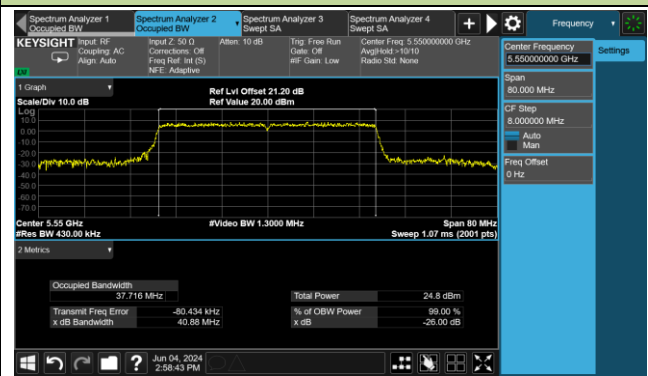 Spectrum Analyzer 1
Occupied BW
Spectrum Analyzer 2
Occupied BW
Spectrum Analyzer 3
Swept SA
Spectrum Analyzer 4
Swept SA
+
Frequency
KEYSIGHT
Input: RF
Coupling: AC
Align: Auto
Input Z: 50 Ω
Corrections: Off
Freq Ref: Int (S)
NFE: Adaptive
Atten: 10 dB
Trig: Free Run
Gate: Off
#IF Gain: Low
Center Freq: 5.550000000 GHz
Avg|Hold:>10/10
Radio Std: None
Center Frequency
5.550000000 GHz
Settings
Span
80.000 MHz
CF Step
8.000000 MHz
Auto
Man
Freq Offset
0 Hz
1 Graph
Scale/Div 10.0 dB
Ref Lvl Offset 21.20 dB
Ref Value 20.00 dBm
Log
10.0
0.00
-10.0
-20.0
-30.0
-40.0
-50.0
-60.0
-70.0
Center 5.55 GHz
#Res BW 430.00 kHz
#Video BW 1.3000 MHz
Span 80 MHz
Sweep 1.07 ms (2001 pts)
2 Metrics
Occupied Bandwidth
37.716 MHz
Transmit Freq Error
-80.434 kHz
x dB Bandwidth
40.88 MHz
Total Power
24.8 dBm
% of OBW Power
99.00 %
x dB
-26.00 dB
?
Jun 04, 2024
2:58:43 PM